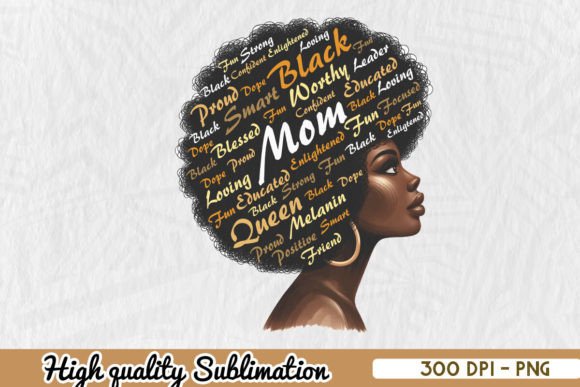 Fun Strong Enlightened Loving
Black Confident Black Fun
Proud Dope Smart Fun Worthy Leader
Black Confident Educated
Dope Blessed Mom Black Loving
Dope Proud Enlightened Fun Focused
Loving Educated Strong Fun Dope Fun
Fun Black Black Dope Black Enligtened
Queen Melanin
Proud Positive Smart
Friend
High quality Sublimation
300 DPI - PNG